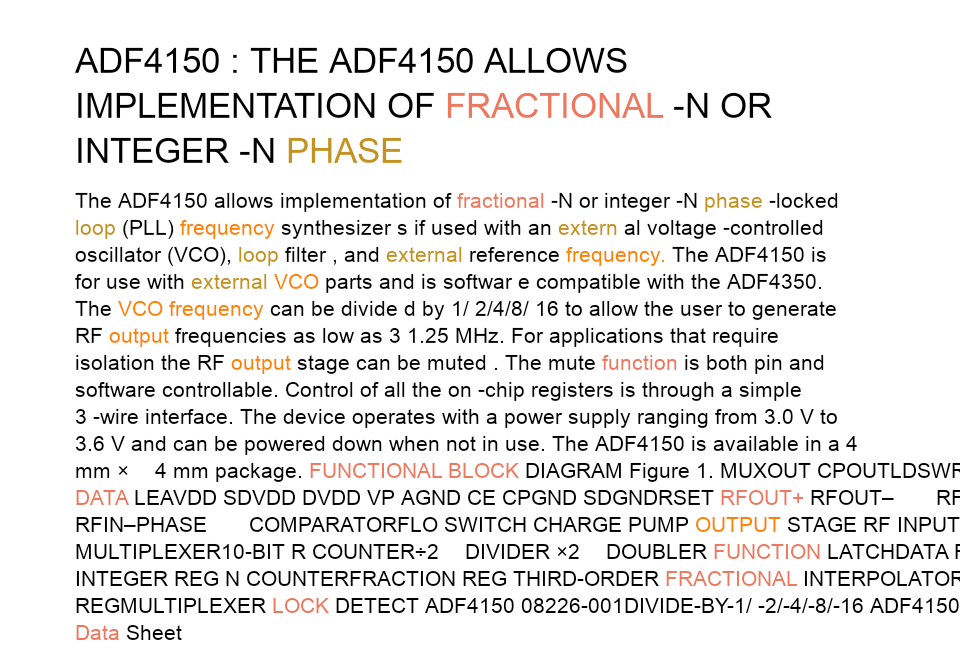 ADF4150 : THE ADF4150 ALLOWS
IMPLEMENTATION OF FRACTIONAL -N OR
INTEGER -N PHASE
The ADF4150 allows implementation of fractional -N or integer -N phase -locked
loop (PLL) frequency synthesizer s if used with an extern al voltage -controlled
oscillator (VCO), loop filter , and external reference frequency. The ADF4150 is
for use with external VCO parts and is softwar e compatible with the ADF4350.
The VCO frequency can be divide d by 1/ 2/4/8/ 16 to allow the user to generate
RF output frequencies as low as 3 1.25 MHz. For applications that require
isolation the RF output stage can be muted . The mute function is both pin and
software controllable. Control of all the on -chip registers is through a simple
3 -wire interface. The device operates with a power supply ranging from 3.0 V to
3.6 V and can be powered down when not in use. The ADF4150 is available in a 4
mm × 4 mm package. FUNCTIONAL BLOCK DIAGRAM Figure 1. MUXOUT CPOUTLDSWR
DATA LEAVDD SDVDD DVDD VP AGND CE CPGND SDGNDRSET RFOUT+ RFOUT– RF
RFIN–PHASE COMPARATORFLO SWITCH CHARGE PUMP OUTPUT STAGE RF INPUT
MULTIPLEXER10-BIT R COUNTER÷2 DIVIDER ×2 DOUBLER FUNCTION LATCHDATA
INTEGER REG N COUNTERFRACTION REG THIRD-ORDER FRACTIONAL INTERPOLATOR
REGMULTIPLEXER LOCK DETECT ADF4150 08226-001DIVIDE-BY-1/ -2/-4/-8/-16 ADF4150
Data Sheet